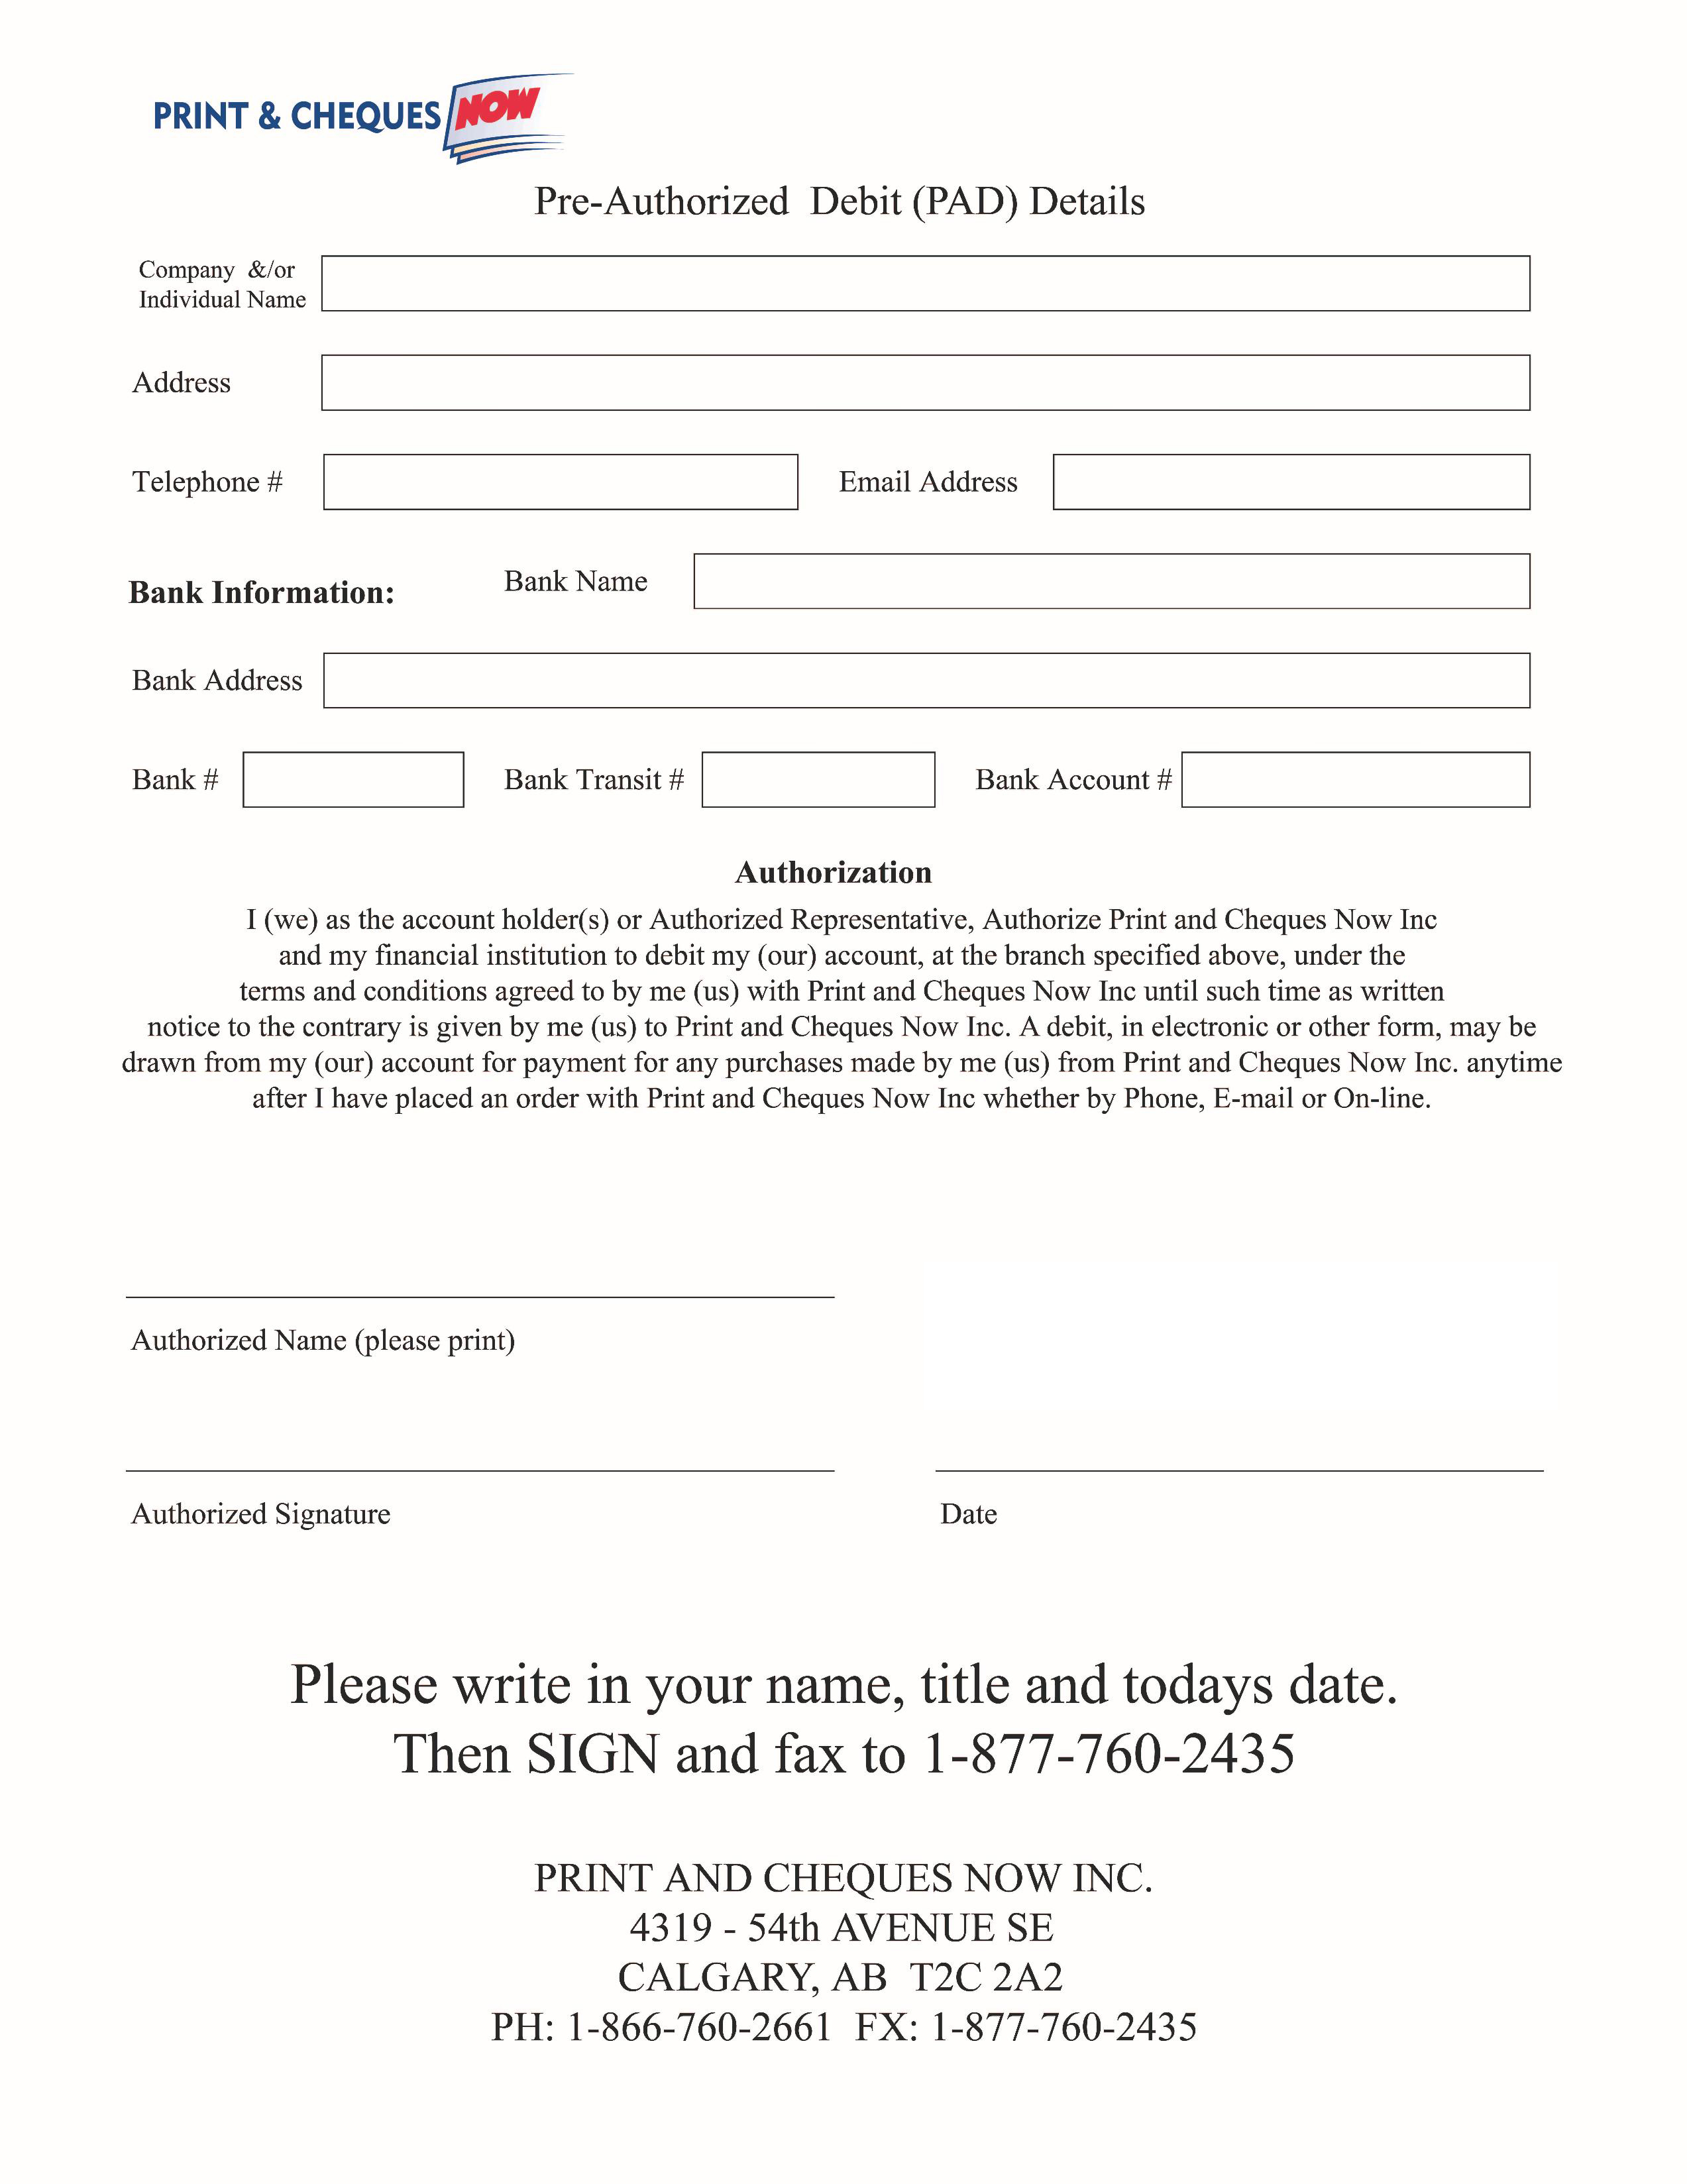 PRINT & CHEQUES NOW
Pre-Authorized Debit (PAD) Details
Company &/or
Individual Name
Address
Telephone #
Email Address
Bank Information:
Bank Name
Bank Address
Bank #
Bank Transit #
Bank Account #
Authorization
I (we) as the account holder(s) or Authorized Representative, Authorize Print and Cheques Now Inc
and my financial institution to debit my (our) account, at the branch specified above, under the
terms and conditions agreed to by me (us) with Print and Cheques Now Inc until such time as written
notice to the contrary is given by me (us) to Print and Cheques Now Inc. A debit, in electronic or other form, may be
drawn from my (our) account for payment for any purchases made by me (us) from Print and Cheques Now Inc. anytime
after I have placed an order with Print and Cheques Now Inc whether by Phone, E-mail or On-line.
Authorized Name (please print)
Authorized Signature
Date
Please write in your name, title and todays date.
Then SIGN and fax to 1-877-760-2435
PRINT AND CHEQUES NOW INC.
4319 - 54th AVENUE SE
CALGARY, AB T2C 2A2
PH: 1-866-760-2661 FX: 1-877-760-2435